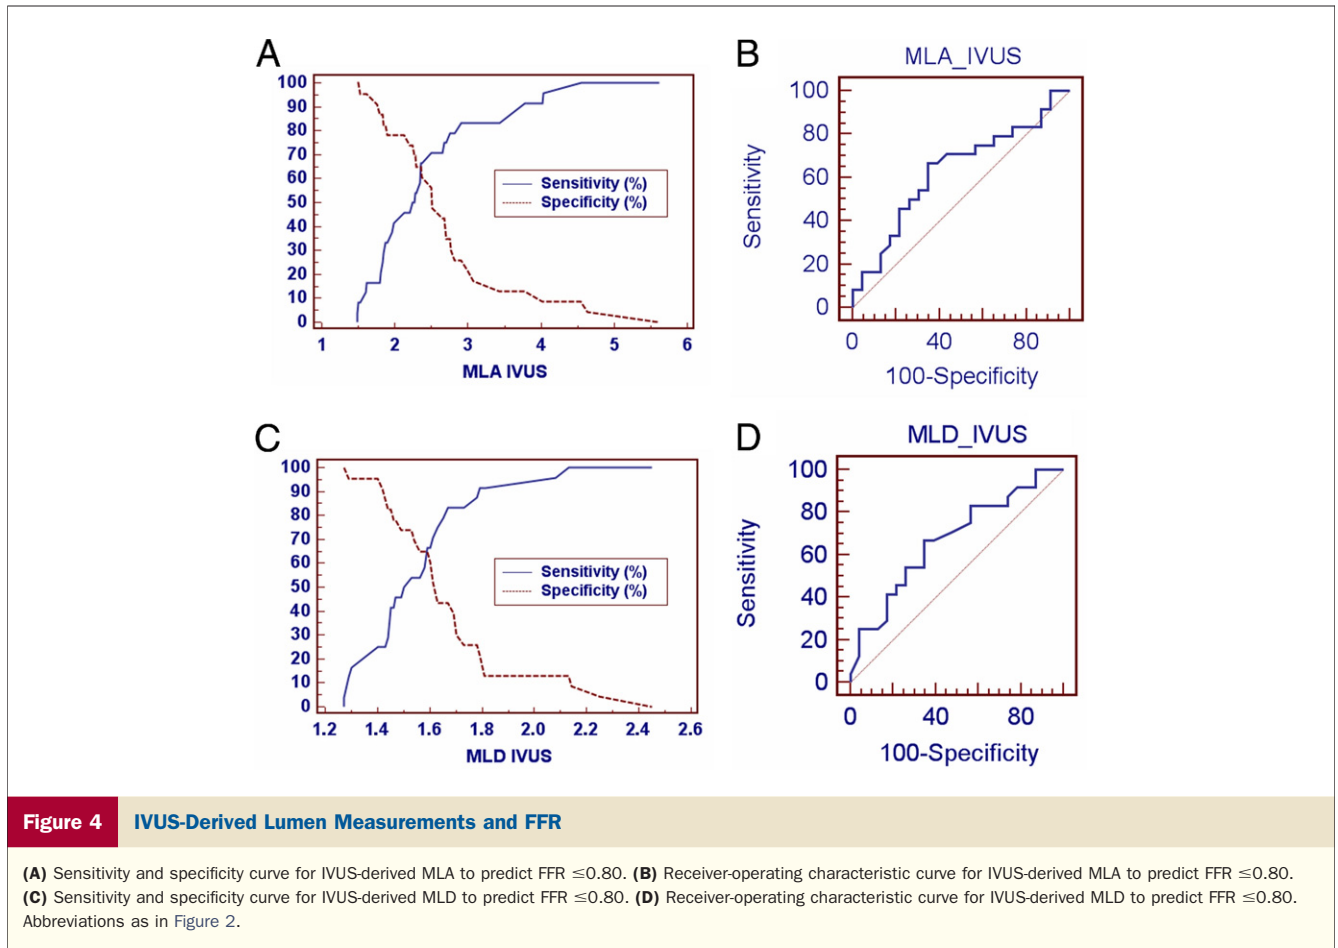 A
100
90
80
70
60
50
40
30
20
10
0
Sensitivity (%)
Specificity (%)
1 2 3 4 5 6
MLA IVUS
B
MLA_IVUS
Sensitivity
100
80
60
40
20
0
0 40 80
100-Specificity
C
100
90
80
70
60
50
40
30
20
10
0
Sensitivity (%)
Specificity (%)
1.2 1.4 1.6 1.8 2.0 2.2 2.4 2.6
MLD IVUS
D
MLD_IVUS
Sensitivity
100
80
60
40
20
0
0 40 80
100-Specificity
Figure 4 IVUS-Derived Lumen Measurements and FFR
(A) Sensitivity and specificity curve for IVUS-derived MLA to predict FFR ≤0.80. (B) Receiver-operating characteristic curve for IVUS-derived MLA to predict FFR ≤0.80.
(C) Sensitivity and specificity curve for IVUS-derived MLD to predict FFR ≤0.80. (D) Receiver-operating characteristic curve for IVUS-derived MLD to predict FFR ≤0.80.
Abbreviations as in Figure 2.